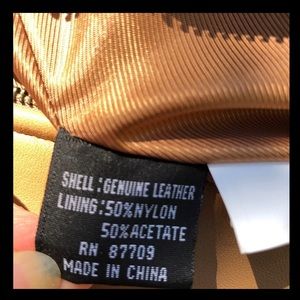 SHELL : GENUINE LEATHER
LINING : 50%NYLON
50%ACETATE
RN 87709
MADE IN CHINA